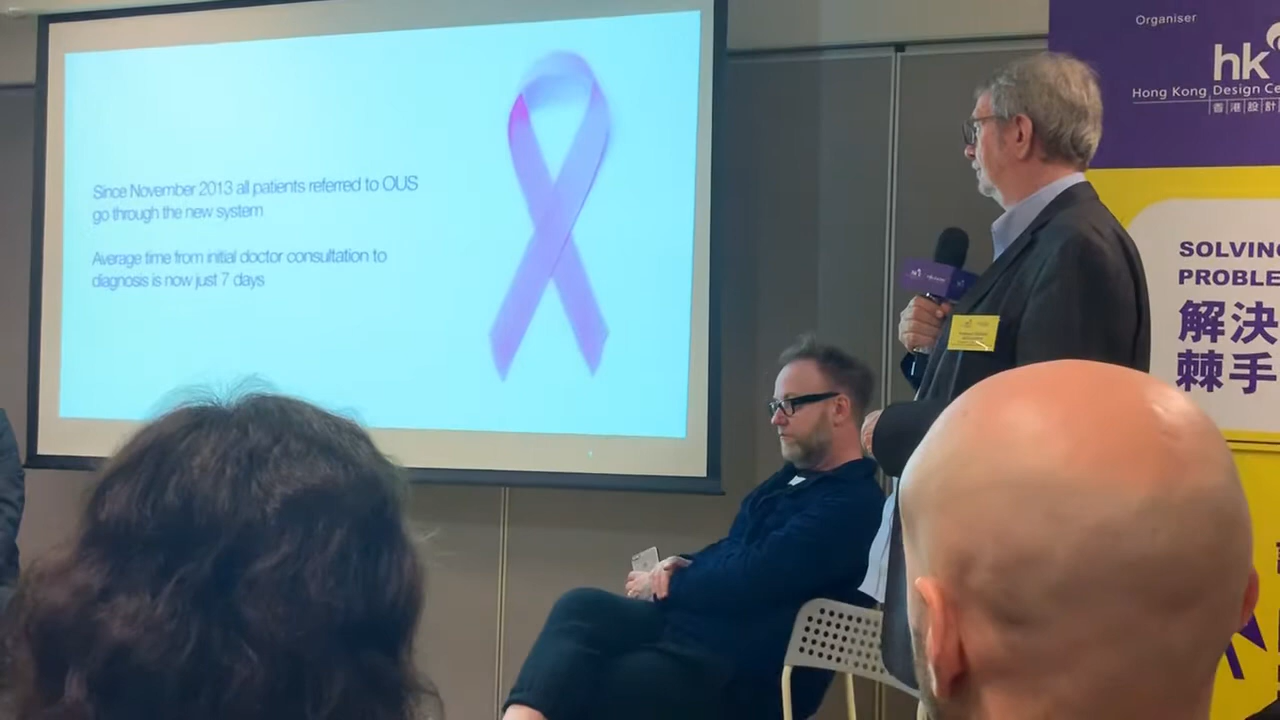 Since November 2013 all patients referred to OUS
go through the new system
Average time from initial doctor consultation to
diagnosis is now just 7 days
Organiser
hk
Hong Kong Design Ce
香港設計
SOLVING
PROBLE
解決
棘手